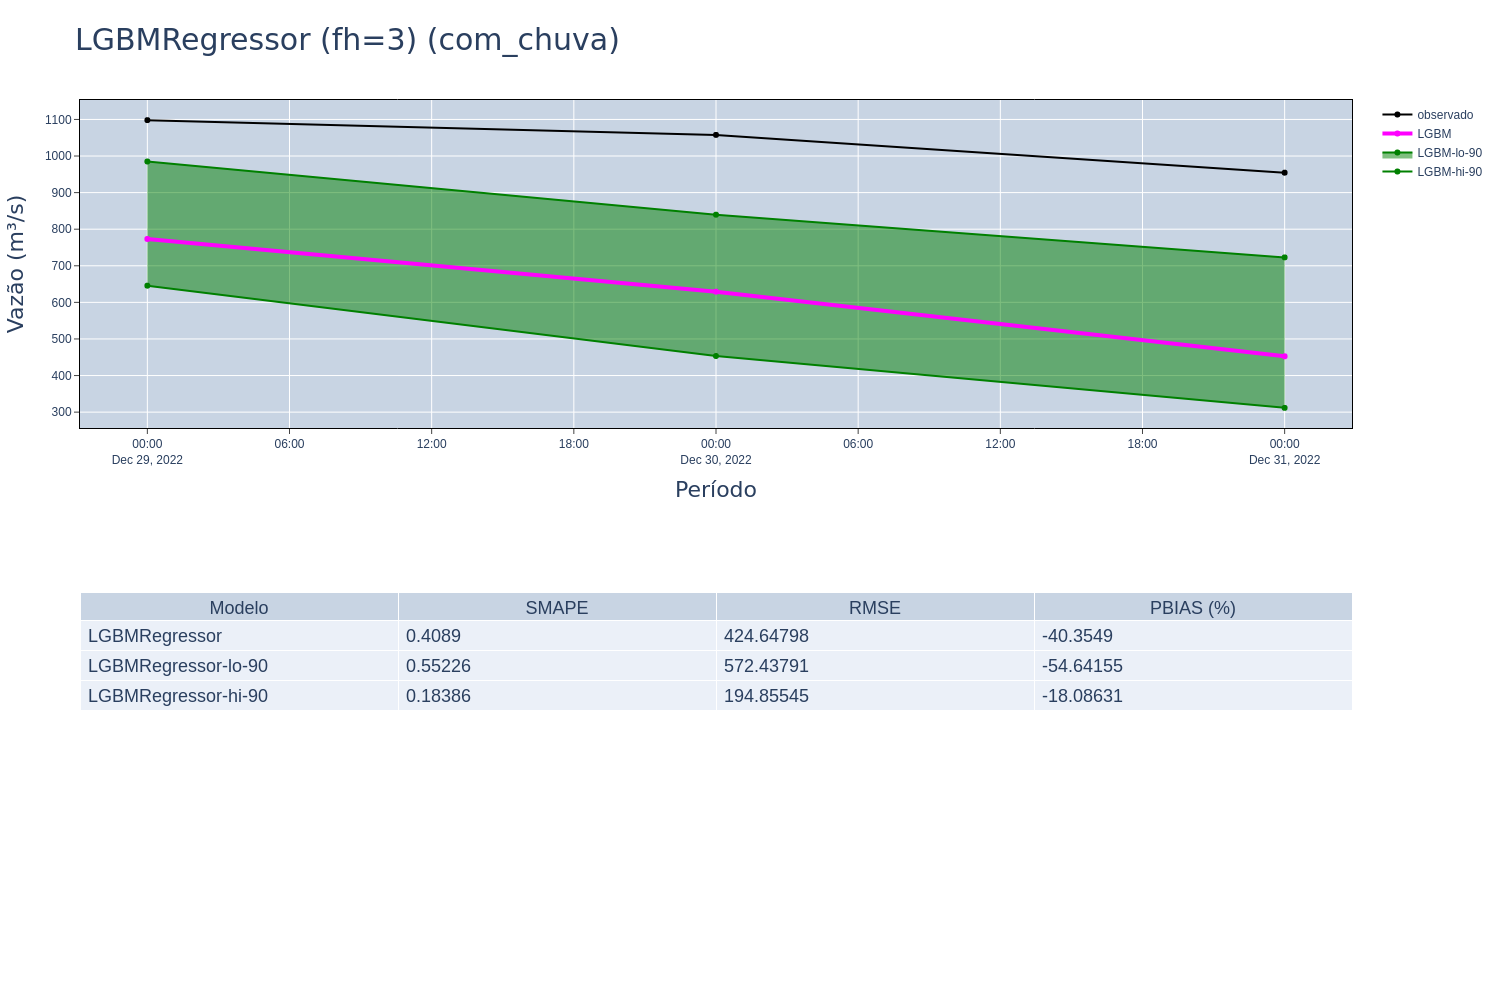 LGBMRegressor (fh=3) (com_chuva)
observado
LGBM
LGBM-lo-90
LGBM-hi-90
Vazão (m³/s)
1100
1000
900
800
700
600
500
400
300
00:00 06:00 12:00 18:00 00:00 06:00 12:00 18:00 00:00
Dec 29, 2022 Dec 30, 2022 Dec 31, 2022
Período
Modelo SMAPE RMSE PBIAS (%)
LGBMRegressor 0.4089 424.64798 -40.3549
LGBMRegressor-lo-90 0.55226 572.43791 -54.64155
LGBMRegressor-hi-90 0.18386 194.85545 -18.08631